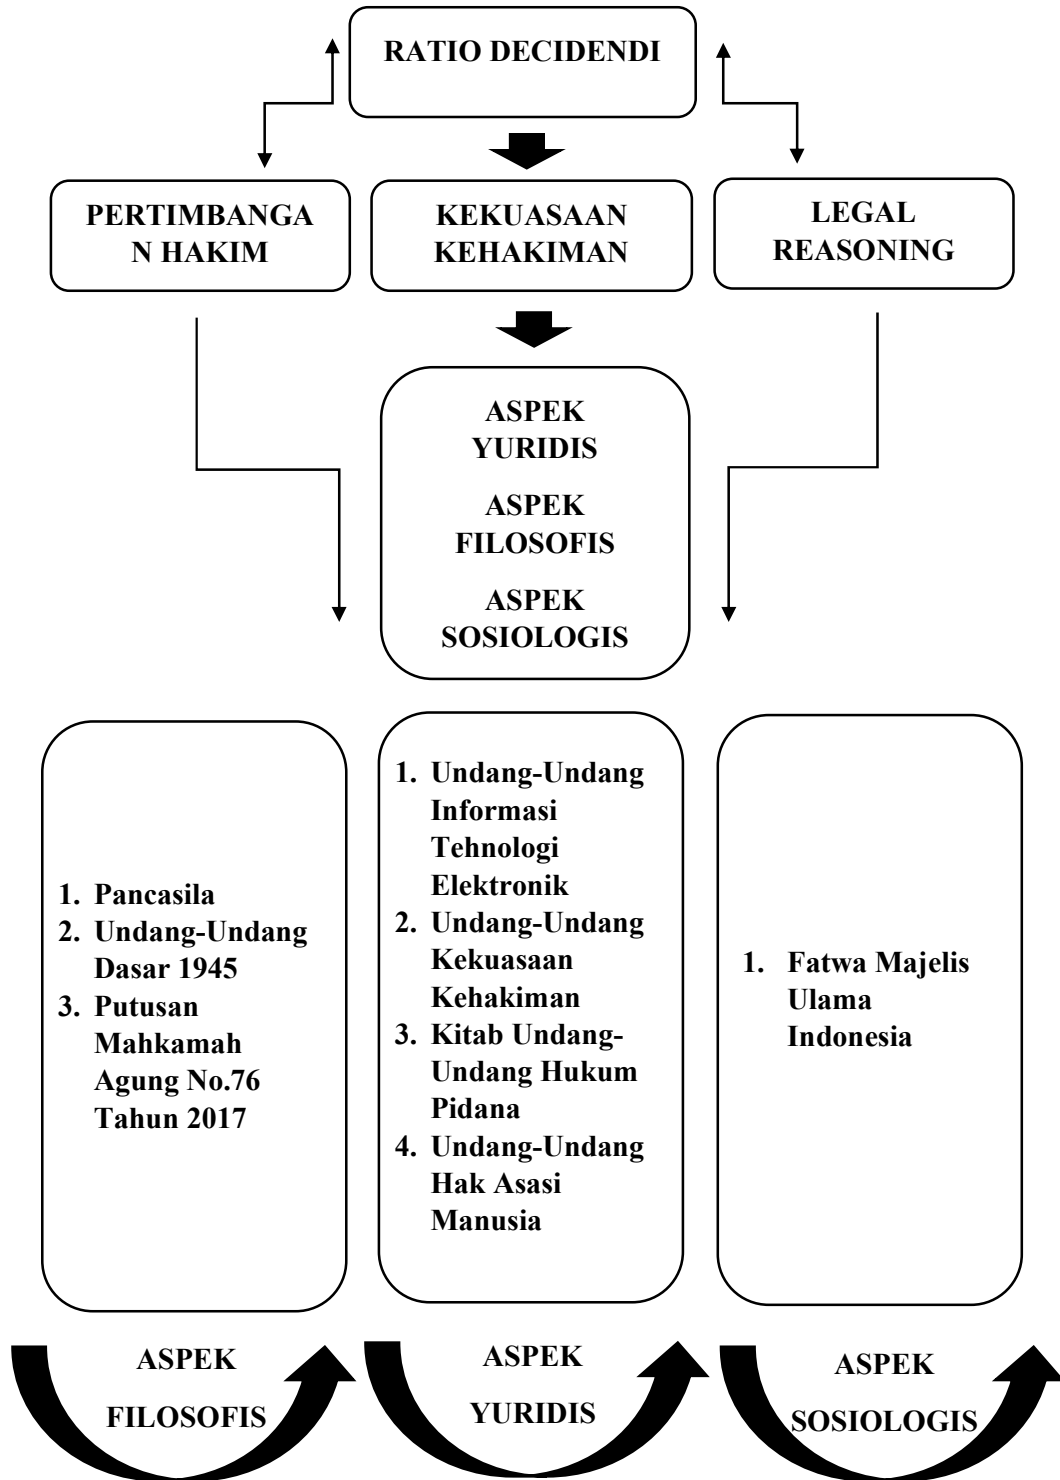 RATIO DECIDENDI
PERTIMBANGA
N HAKIM
KEKUASAAN
KEHAKIMAN
LEGAL
REASONING
ASPEK
YURIDIS
ASPEK
FILOSOFIS
ASPEK
SOSIOLOGIS
1. Pancasila
2. Undang-Undang
Dasar 1945
3. Putusan
Mahkamah
Agung No.76
Tahun 2017
1. Undang-Undang
Informasi
Tehnologi
Elektronik
2. Undang-Undang
Kekuasaan
Kehakiman
3. Kitab Undang-
Undang Hukum
Pidana
4. Undang-Undang
Hak Asasi
Manusia
1. Fatwa Majelis
Ulama
Indonesia
ASPEK
FILOSOFIS
ASPEK
YURIDIS
ASPEK
SOSIOLOGIS